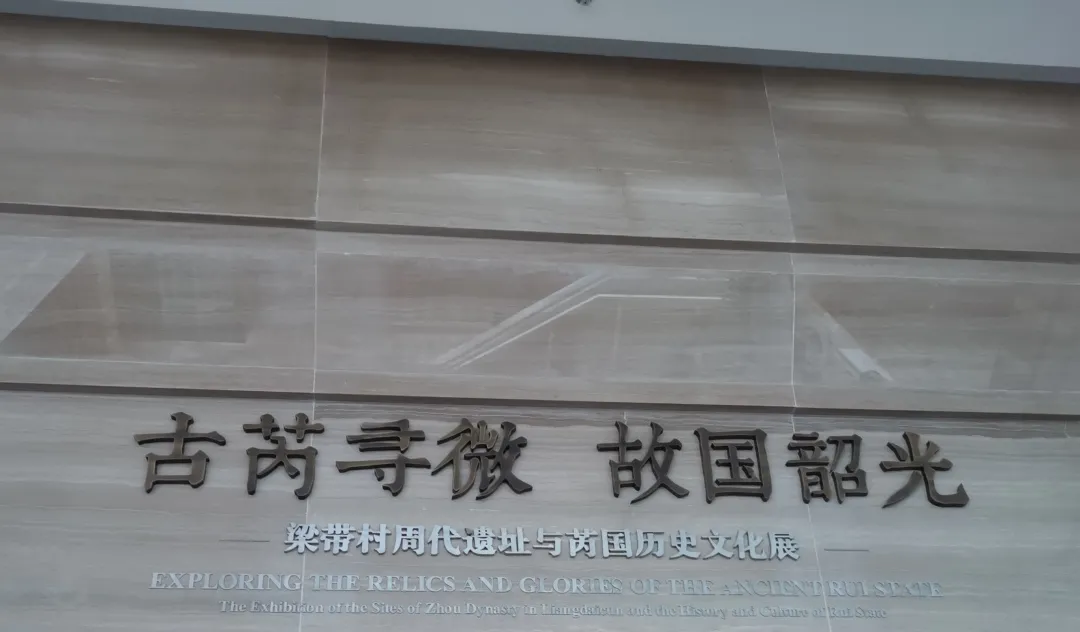 古芮寻微 故国韶光
梁带村周代遗址与芮国历史文化展
EXPLORING THE RELICS AND GLORIES OF THE ANCIENT RUI STATE
The Exhibition of the Sites of Zhou Dynasty in Liangdaicun and the History and Culture of Rui State